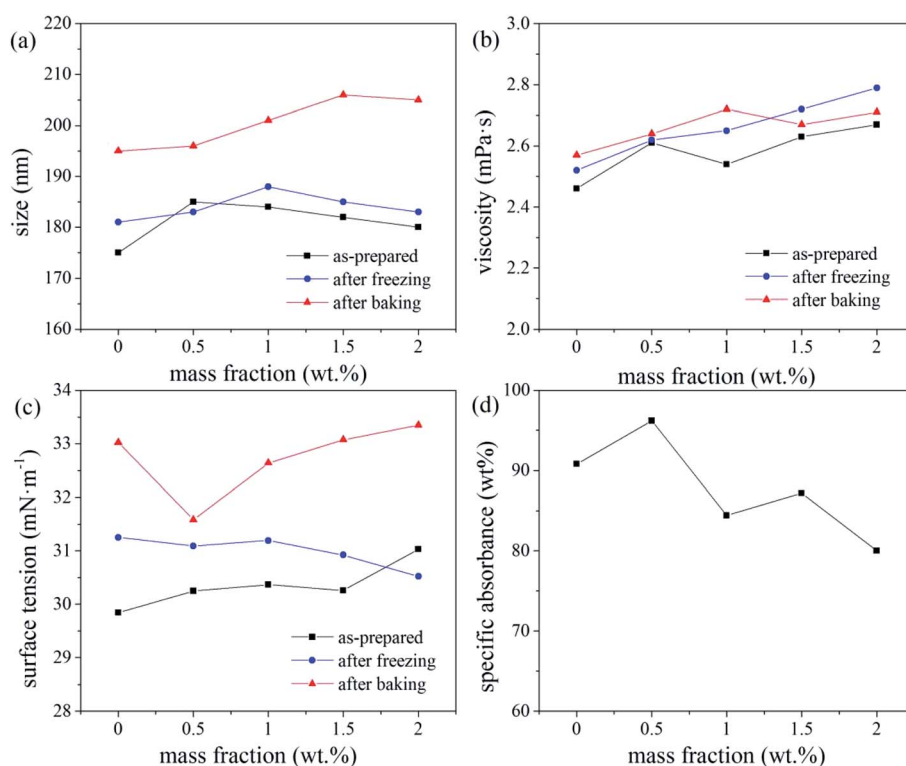 (a)
220
210
200
190
180
170
160
size (nm)
as-prepared
after freezing
after baking
0 0.5 1 1.5 2
mass fraction (wt.%)
(b)
3.0
2.8
2.6
2.4
2.2
2.0
viscosity (mPa·s)
as-prepared
after freezing
after baking
0 0.5 1 1.5 2
mass fraction (wt.%)
(c)
34
33
32
31
30
29
28
surface tension (mN·m⁻¹)
as-prepared
after freezing
after baking
0 0.5 1 1.5 2
mass fraction (wt.%)
(d)
100
90
80
70
60
specific absorbance (wt%)
0 0.5 1 1.5 2
mass fraction (wt.%)